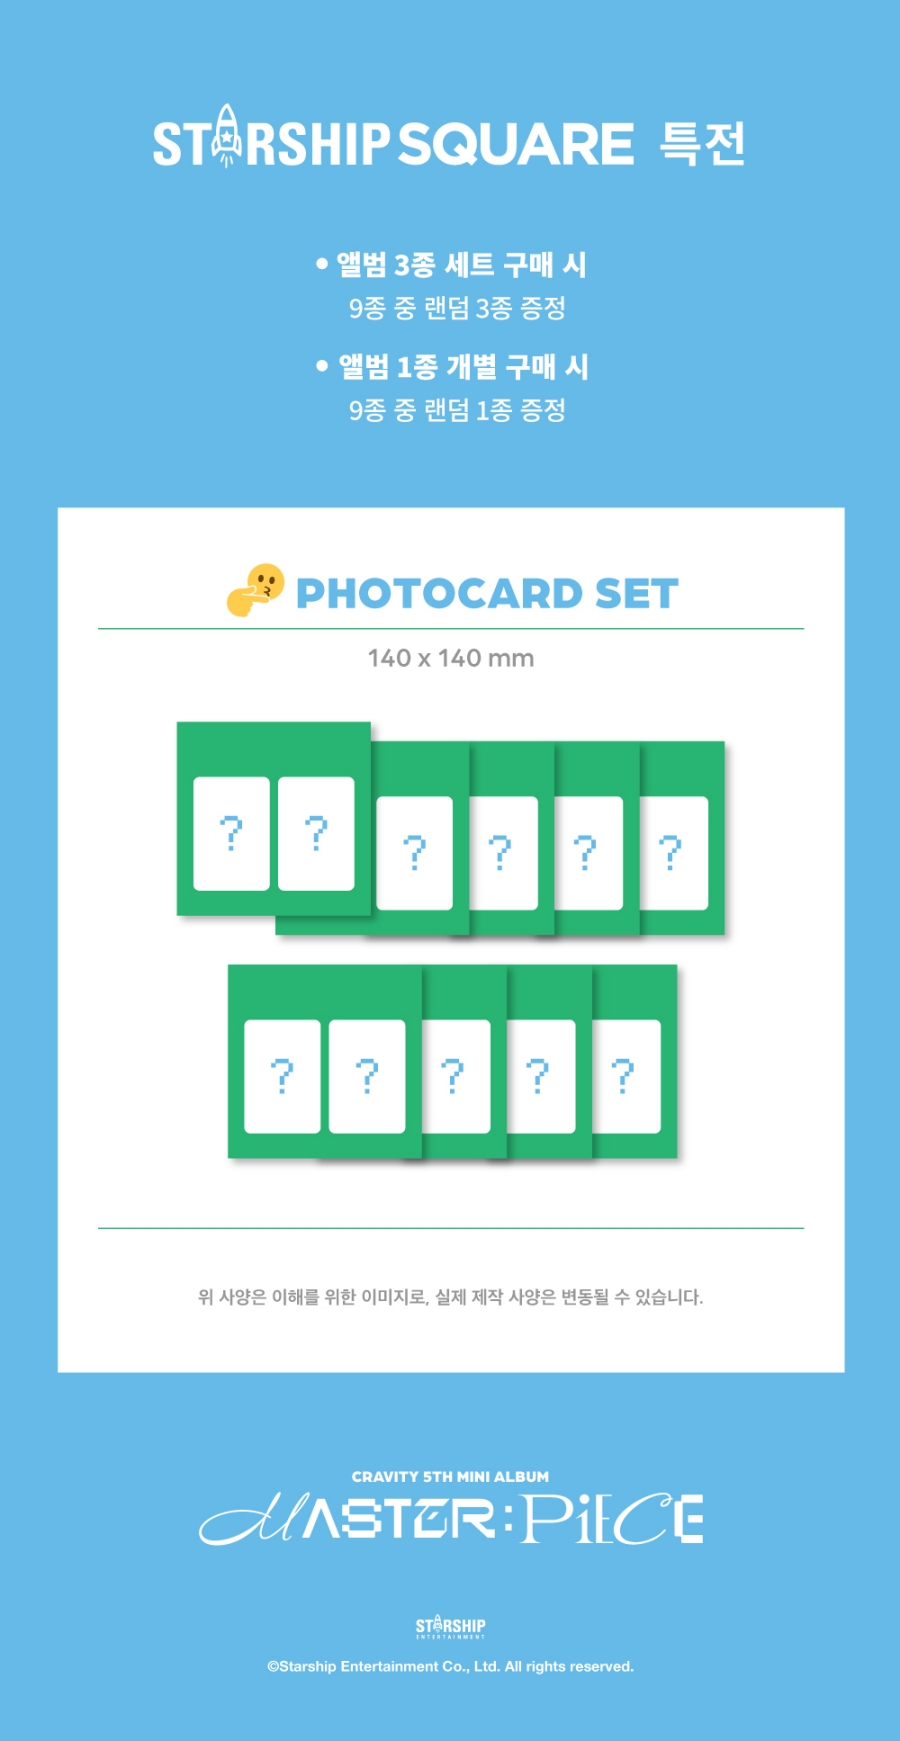 STARSHIP SQUARE 특전
• 앨범 3종 세트 구매 시
9종 중 랜덤 3종 증정
• 앨범 1종 개별 구매 시
9종 중 랜덤 1종 증정
PHOTOCARD SET
140 x 140 mm
? ? ? ? ? ?
? ? ? ? ?
위 사양은 이해를 위한 이미지로, 실제 제작 사양은 변동될 수 있습니다.
CRAVITY 5TH MINI ALBUM
MASTER:PiECE
STARSHIP
ENTERTAINMENT
©Starship Entertainment Co., Ltd. All rights reserved.